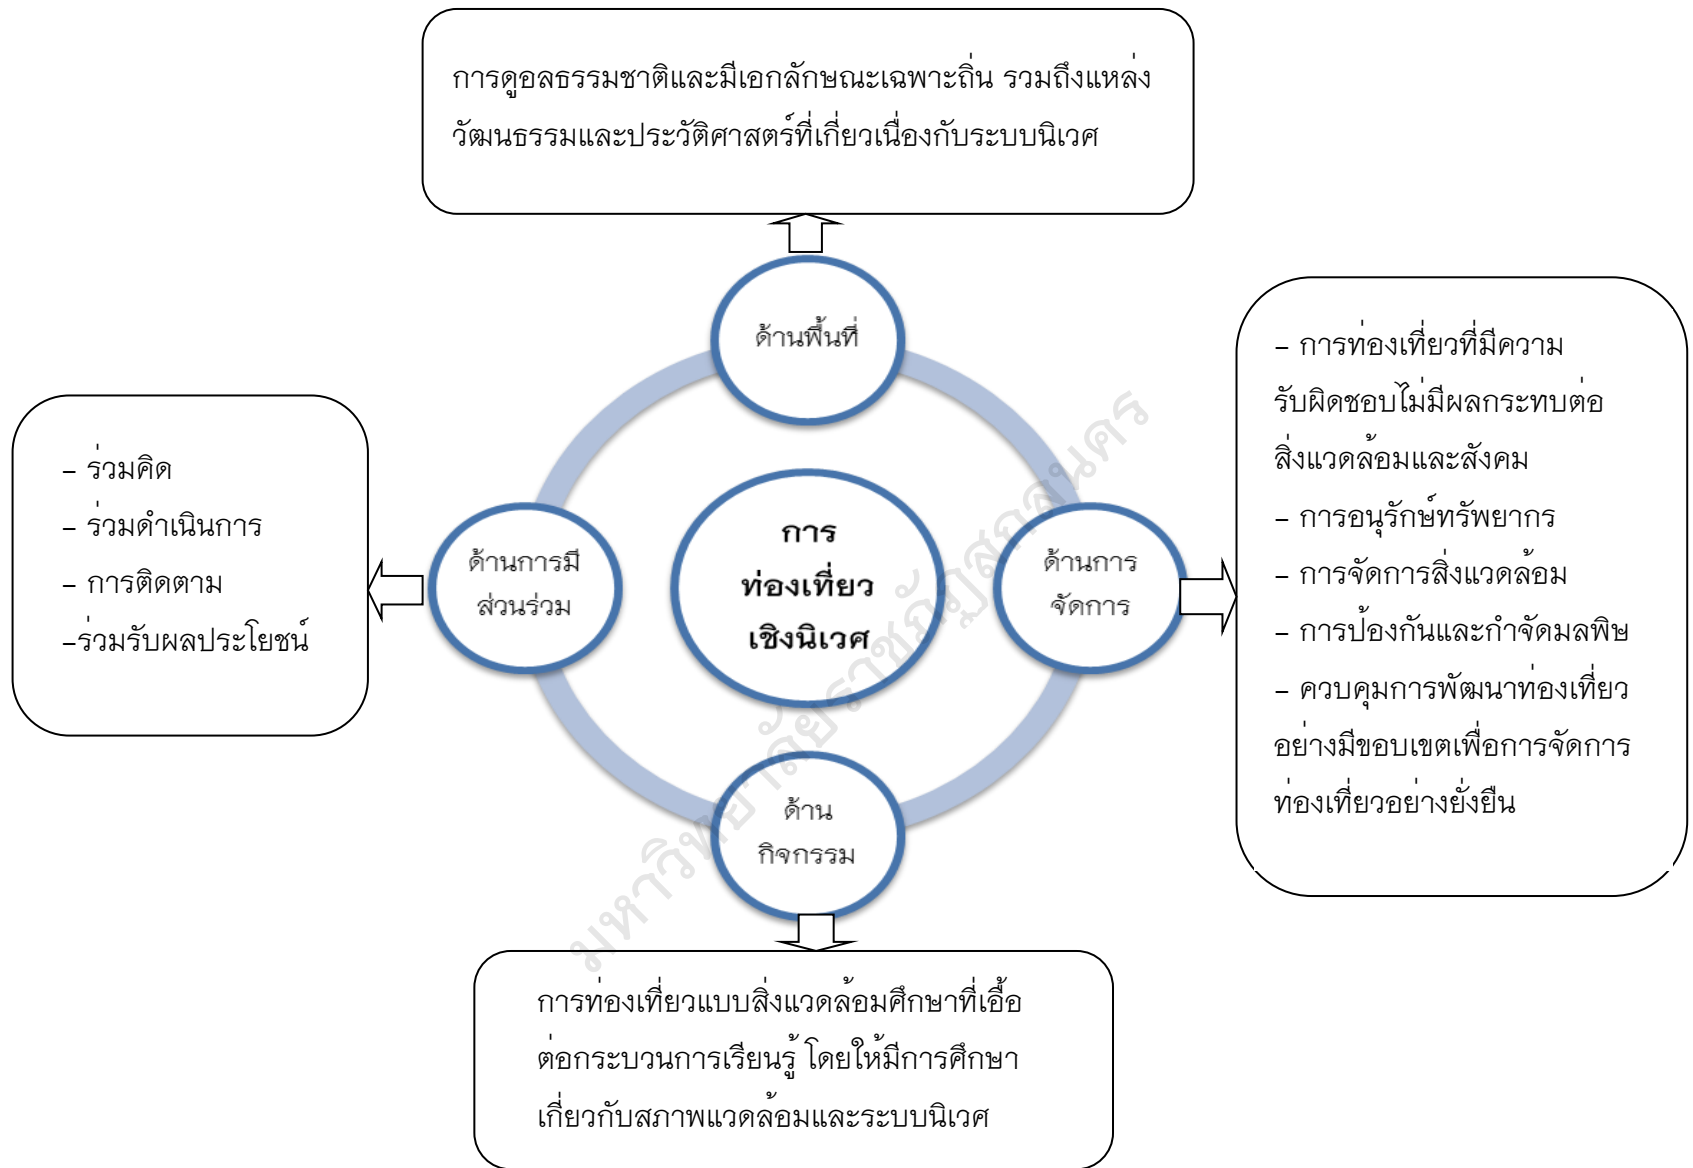 การดูอลธรรมชาติและมีเอกลักษณะเฉพาะถิ่น รวมถึงแหล่ง
วัฒนธรรมและประวัติศาสตร์ที่เกี่ยวเนื่องกับระบบนิเวศ
ด้านพื้นที่
– ร่วมคิด
– ร่วมดำเนินการ
– การติดตาม
–ร่วมรับผลประโยชน์
ด้านการมี
ส่วนร่วม
การ
ท่องเที่ยว
เชิงนิเวศ
ด้านการ
จัดการ
– การท่องเที่ยวที่มีความ
รับผิดชอบไม่มีผลกระทบต่อ
สิ่งแวดล้อมและสังคม
– การอนุรักษ์ทรัพยากร
– การจัดการสิ่งแวดล้อม
– การป้องกันและกำจัดมลพิษ
– ควบคุมการพัฒนาท่องเที่ยว
อย่างมีขอบเขตเพื่อการจัดการ
ท่องเที่ยวอย่างยั่งยืน
ด้าน
กิจกรรม
การท่องเที่ยวแบบสิ่งแวดล้อมศึกษาที่เอื้อ
ต่อกระบวนการเรียนรู้ โดยให้มีการศึกษา
เกี่ยวกับสภาพแวดล้อมและระบบนิเวศ
มหาวิทยาลัยราชภัฏสกลนคร